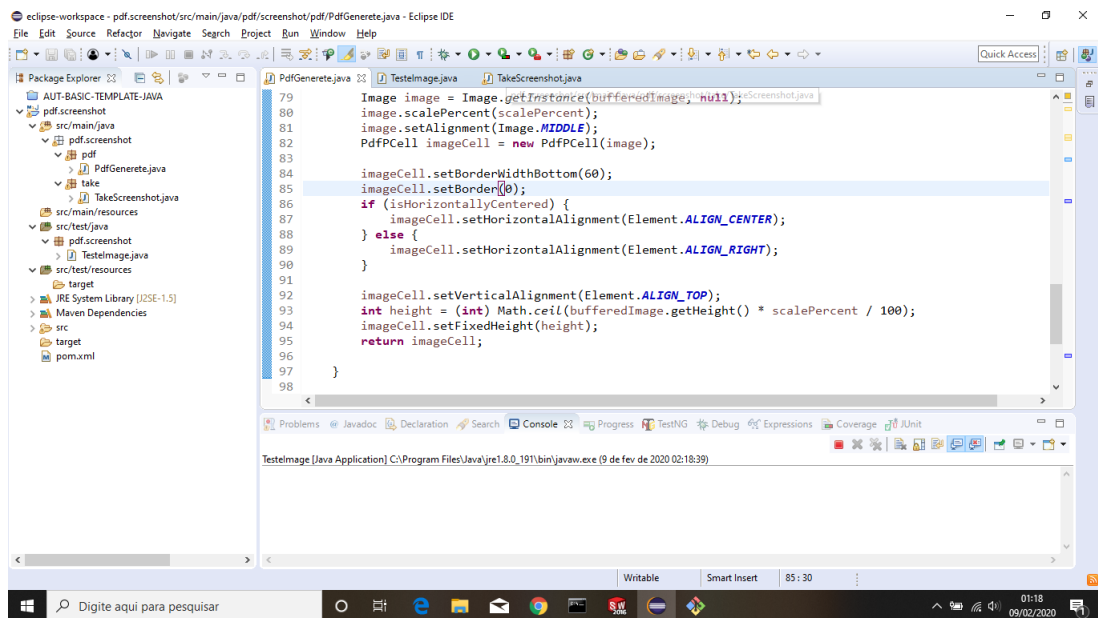 eclipse-workspace - pdf.screenshot/src/main/java/pdf/screenshot/pdf/PdfGenerete.java - Eclipse IDE
File Edit Source Refactor Navigate Search Project Run Window Help
Quick Access
Package Explorer
AUT-BASIC-TEMPLATE-JAVA
pdf.screenshot
src/main/java
pdf.screenshot
pdf
PdfGenerete.java
take
TakeScreenshot.java
src/main/resources
src/test/java
pdf.screenshot
TesteImage.java
src/test/resources
target
JRE System Library [J2SE-1.5]
Maven Dependencies
src
target
pom.xml
PdfGenerete.java TesteImage.java TakeScreenshot.java
79 Image image = Image.getInstance(bufferedImage, null);
80 image.scalePercent(scalePercent);
81 image.setAlignment(Image.MIDDLE);
82 PdfPCell imageCell = new PdfPCell(image);
83
84 imageCell.setBorderWidthBottom(60);
85 imageCell.setBorder(0);
86 if (isHorizontallyCentered) {
87 imageCell.setHorizontalAlignment(Element.ALIGN_CENTER);
88 } else {
89 imageCell.setHorizontalAlignment(Element.ALIGN_RIGHT);
90 }
91
92 imageCell.setVerticalAlignment(Element.ALIGN_TOP);
93 int height = (int) Math.ceil(bufferedImage.getHeight() * scalePercent / 100);
94 imageCell.setFixedHeight(height);
95 return imageCell;
96
97 }
98
Problems Javadoc Declaration Search Console Progress TestNG Debug Expressions Coverage JUnit
TesteImage [Java Application] C:\Program Files\Java\jre1.8.0_191\bin\javaw.exe (9 de fev de 2020 02:18:39)
Writable Smart Insert 85 : 30
Digite aqui para pesquisar
SW
2016
01:18
09/02/2020
1